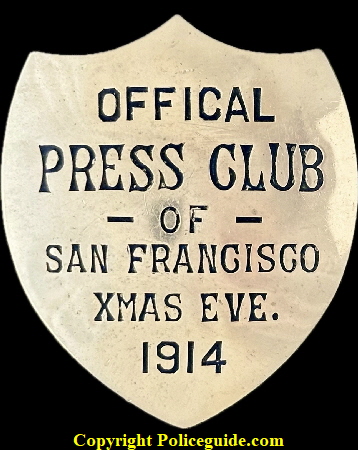 OFFICAL
PRESS CLUB
– OF –
SAN FRANCISCO
XMAS EVE.
1914
Copyright Policeguide.com